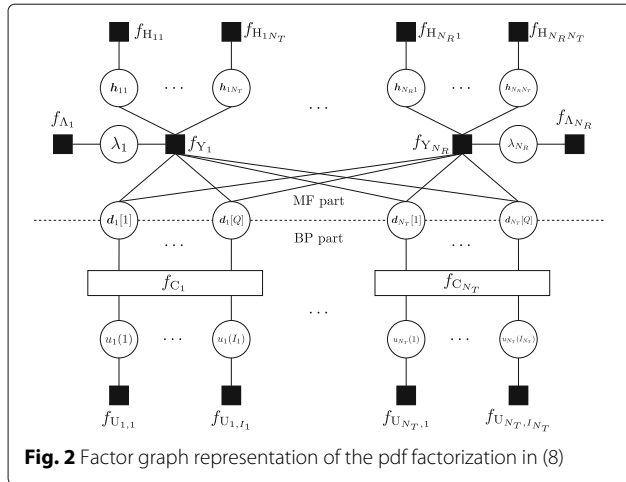 f_{H_{11}} f_{H_{1N_T}} f_{H_{N_R1}} f_{H_{N_RN_T}}
h_{11} ··· h_{1N_T} ··· h_{N_R1} ··· h_{N_RN_T}
f_{Λ_1} λ_1 f_{Y_1} f_{Y_{N_R}} λ_{N_R} f_{Λ_{N_R}}
MF part
d_1[1] d_1[Q] d_{N_T}[1] d_{N_T}[Q]
BP part
··· ···
f_{C_1} ··· f_{C_{N_T}}
u_1(1) ··· u_1(I_1) u_{N_T}(1) ··· u_{N_T}(I_{N_T})
f_{U_{1,1}} f_{U_{1,I_1}} f_{U_{N_T,1}} f_{U_{N_T,I_{N_T}}}
Fig. 2 Factor graph representation of the pdf factorization in (8)